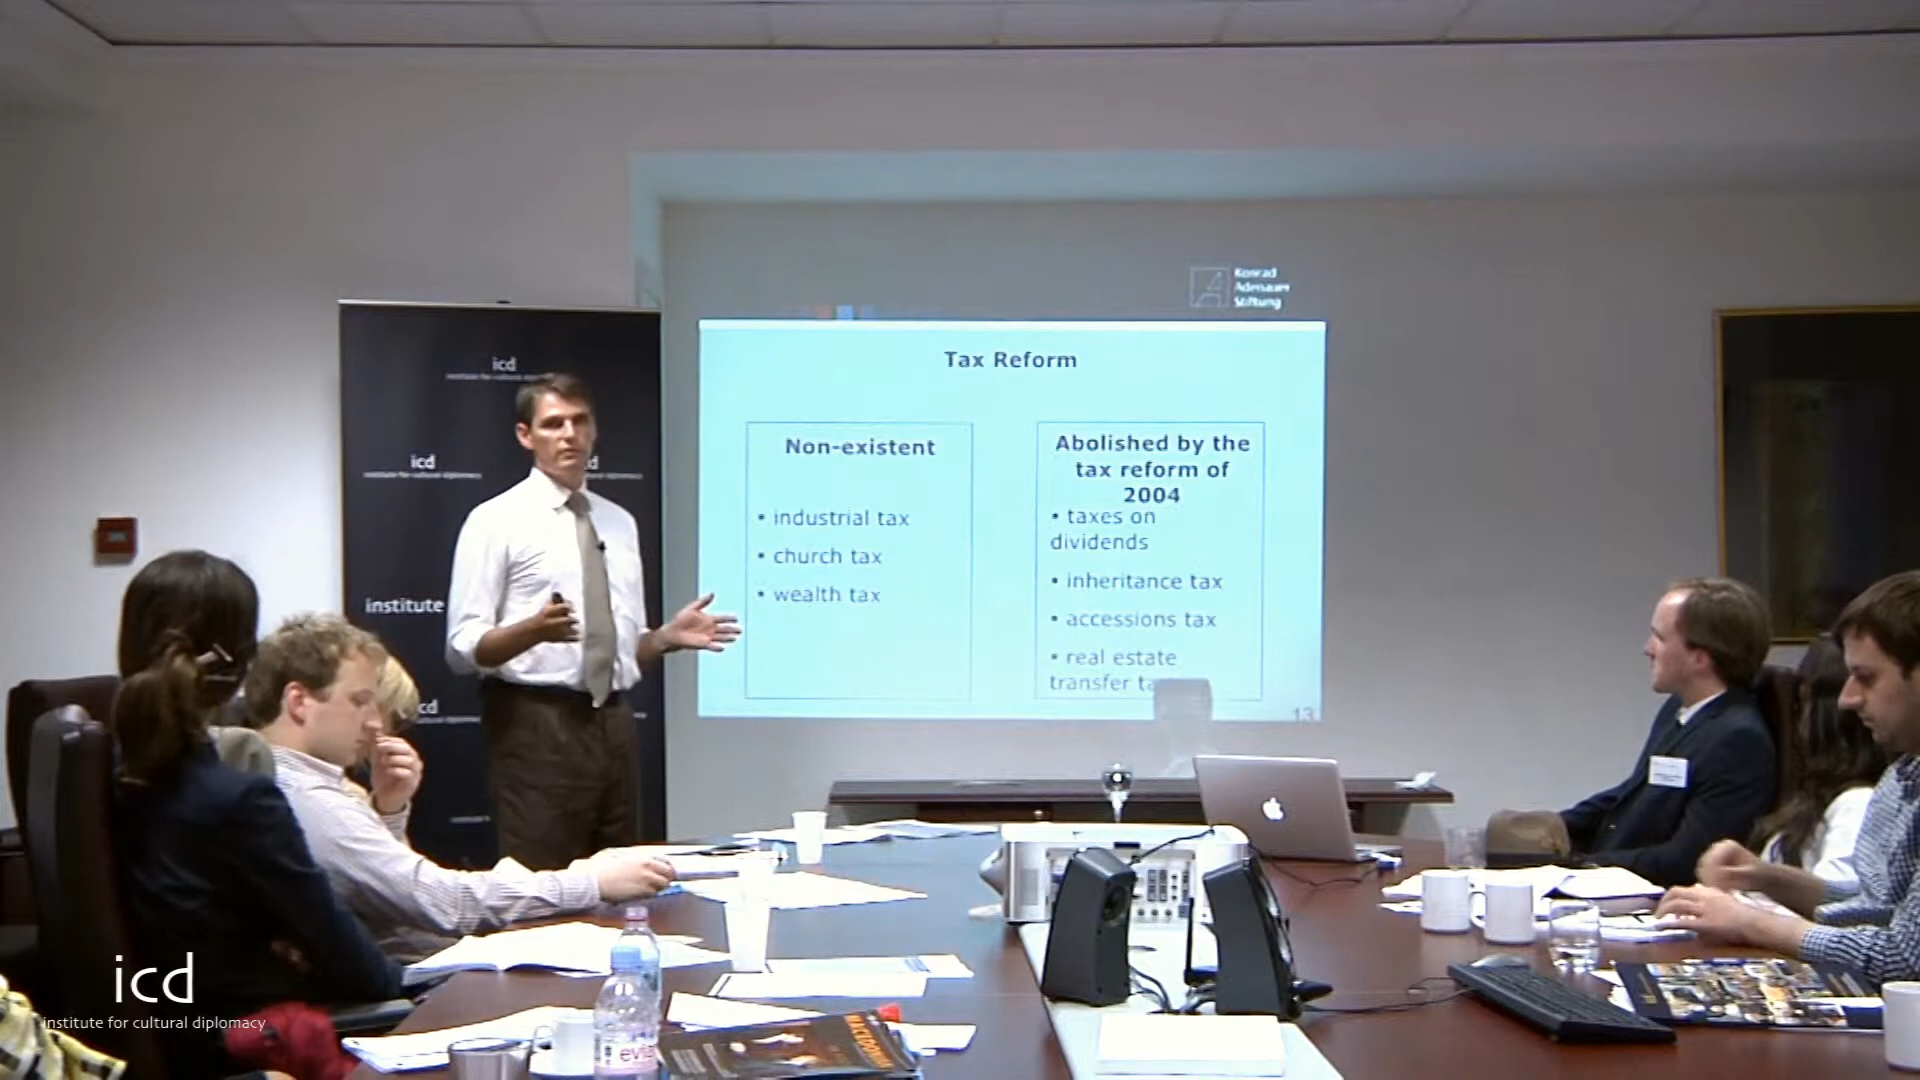 Konrad
Adenauer
Stiftung
Tax Reform
Non-existent
• industrial tax
• church tax
• wealth tax
Abolished by the
tax reform of
2004
• taxes on
dividends
• inheritance tax
• accessions tax
• real estate
transfer
13
icd
icd
institute for cultural diplomacy
institute
icd
institute for cultural diplomacy
evian